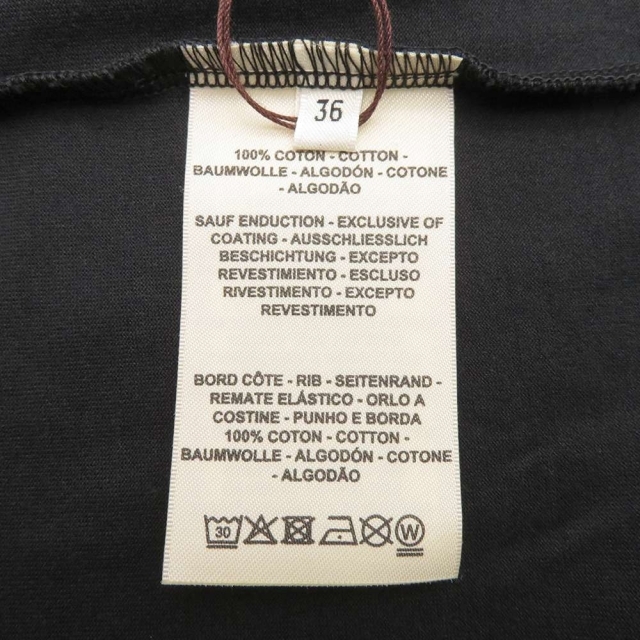 36
100% COTON - COTTON -
BAUMWOLLE - ALGODÓN - COTONE
- ALGODÃO
SAUF ENDUCTION - EXCLUSIVE OF
COATING - AUSSCHLIESSLICH
BESCHICHTUNG - EXCEPTO
REVESTIMIENTO - ESCLUSO
RIVESTIMENTO - EXCEPTO
REVESTIMENTO
BORD CÔTE - RIB - SEITENRAND -
REMATE ELÁSTICO - ORLO A
COSTINE - PUNHO E BORDA
100% COTON - COTTON -
BAUMWOLLE - ALGODÓN - COTONE
- ALGODÃO
30 W